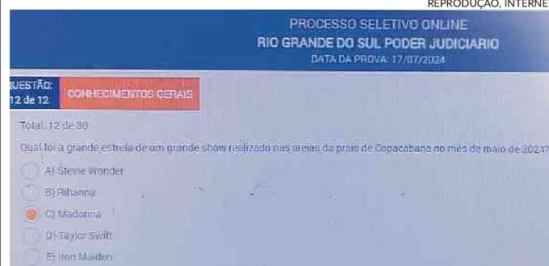 REPRODUÇÃO, INTERNE
PROCESSO SELETIVO ONLINE
RIO GRANDE DO SUL PODER JUDICIARIO
DATA DA PROVA: 17/07/2024
UESTÃO:
12 de 12
CONHECIMENTOS GERAIS
Total: 12 de 30
Qual foi a grande estrela de um grande show realizado nas areias da praia de Copacabana no mês de maio de 2024?
A) Stevie Wonder
B) Rihanna
C) Madonna
D) Taylor Swift
E) Iron Maiden